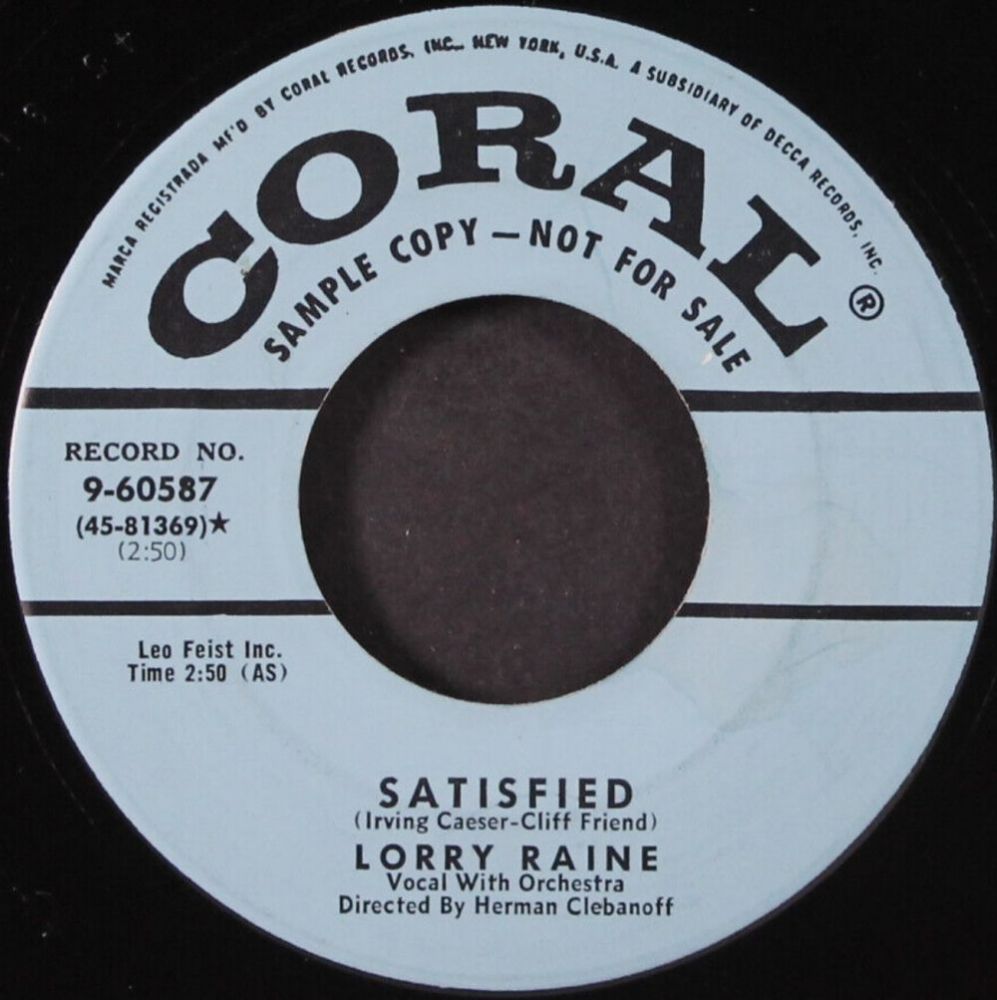 MARCA REGISTRADA MF'D BY CORAL RECORDS, INC., NEW YORK, U.S.A. A SUBSIDIARY OF DECCA RECORDS, INC.
CORAL ®
SAMPLE COPY — NOT FOR SALE
RECORD NO.
9-60587
(45-81369)★
(2:50)
Leo Feist Inc.
Time 2:50 (AS)
SATISFIED
(Irving Caeser-Cliff Friend)
LORRY RAINE
Vocal With Orchestra
Directed By Herman Clebanoff